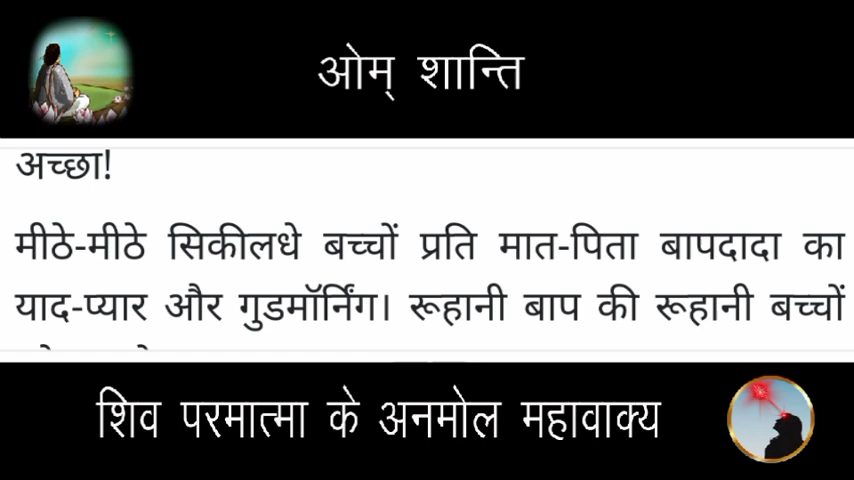 ओम् शान्ति
अच्छा!
मीठे-मीठे सिकीलधे बच्चों प्रति मात-पिता बापदादा का
याद-प्यार और गुडमॉर्निंग। रूहानी बाप की रूहानी बच्चों
शिव परमात्मा के अनमोल महावाक्य